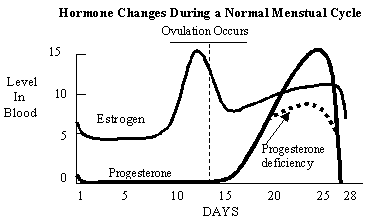 Hormone Changes During a Normal Menstual Cycle
Ovulation Occurs
Level
In
Blood
15
10
5
0
Estrogen
Progesterone
Progesterone
deficiency
1 5 10 15 20 25 28
DAYS